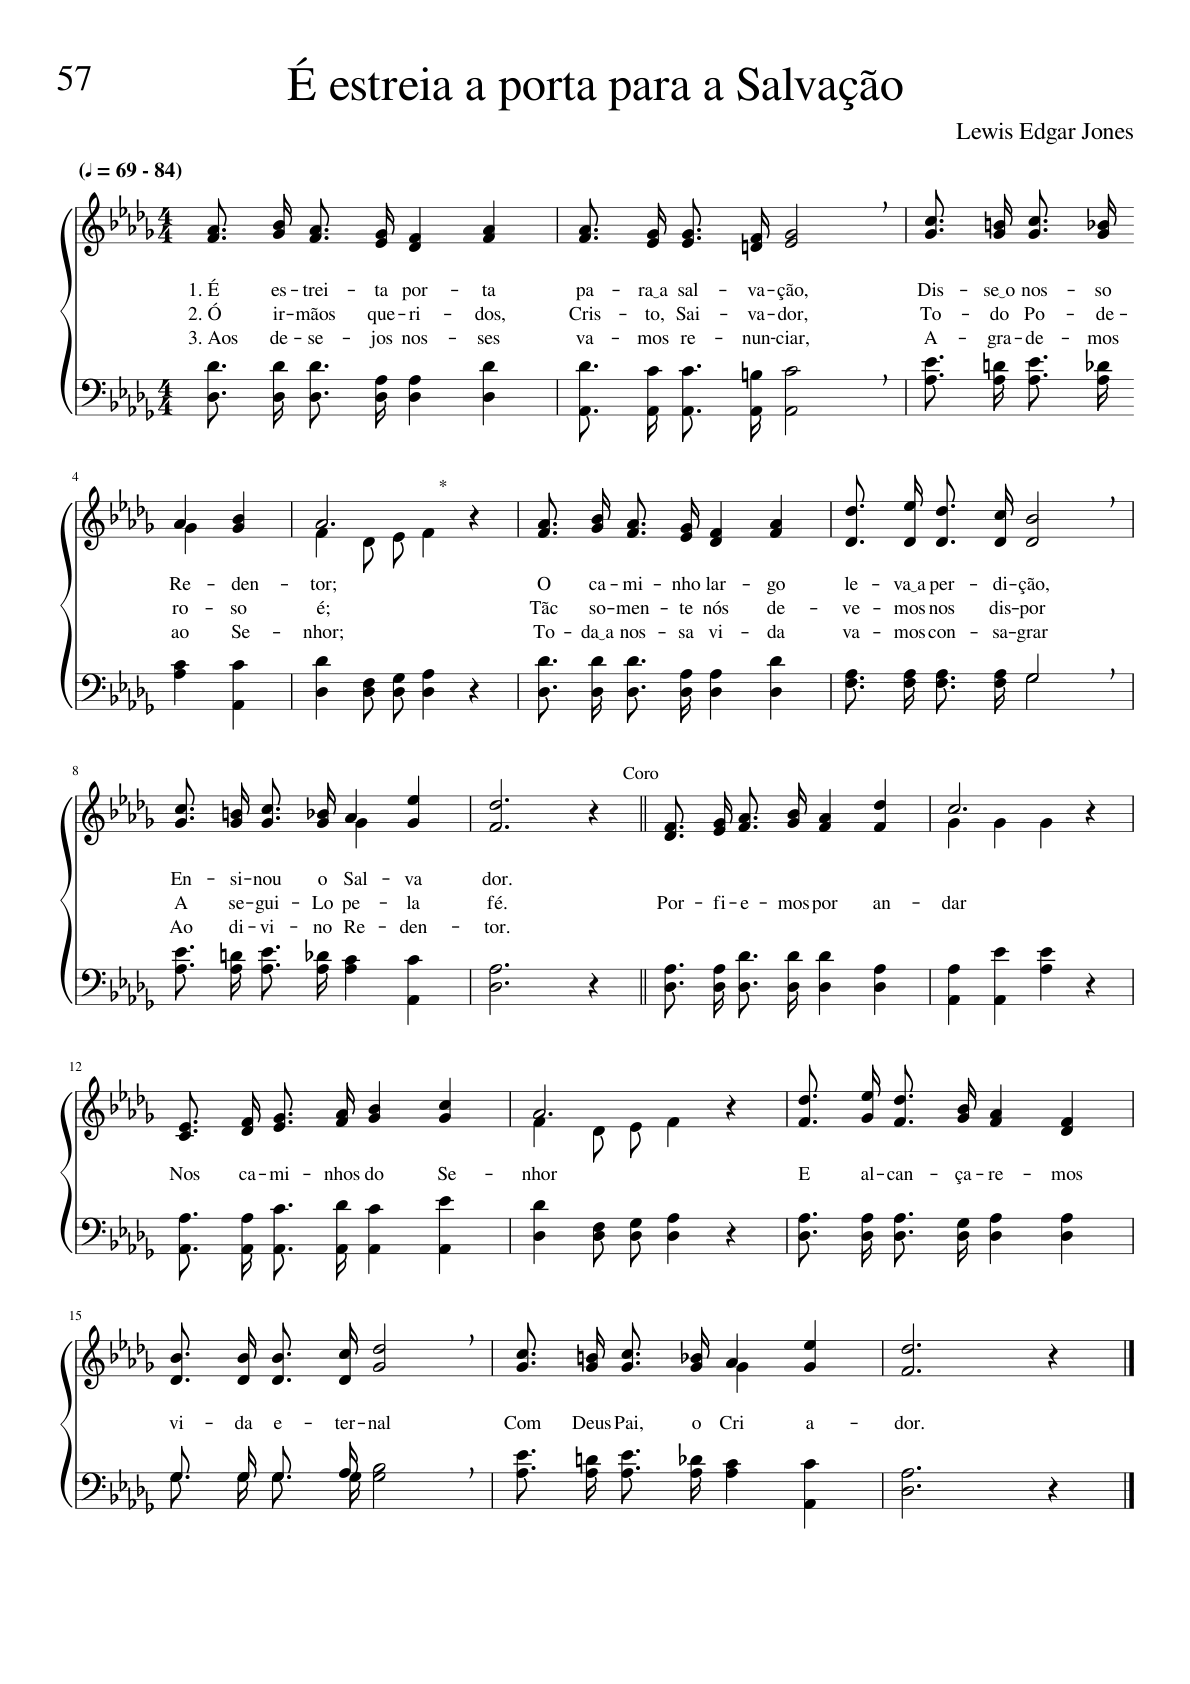 57
É estreia a porta para a Salvação
Lewis Edgar Jones
(♩ = 69 - 84)
1. É es - trei - ta por - ta pa - ra‿a sal - va - ção, Dis - se‿o nos - so
2. Ó ir - mãos que - ri - dos, Cris - to, Sai - va - dor, To - do Po - de -
3. Aos de - se - jos nos - ses va - mos re - nun - ciar, A - gra - de - mos
4
*
Re - den - tor; O ca - mi - nho lar - go le - va‿a per - di - ção,
ro - so é; Tãc so - men - te nós de - ve - mos nos dis - por
ao Se - nhor; To - da‿a nos - sa vi - da va - mos con - sa - grar
8
Coro
En - si - nou o Sal - va dor.
A se - gui - Lo pe - la fé. Por - fi - e - mos por an - dar
Ao di - vi - no Re - den - tor.
12
Nos ca - mi - nhos do Se - nhor E al - can - ça - re - mos
15
vi - da e - ter - nal Com Deus Pai, o Cri a - dor.